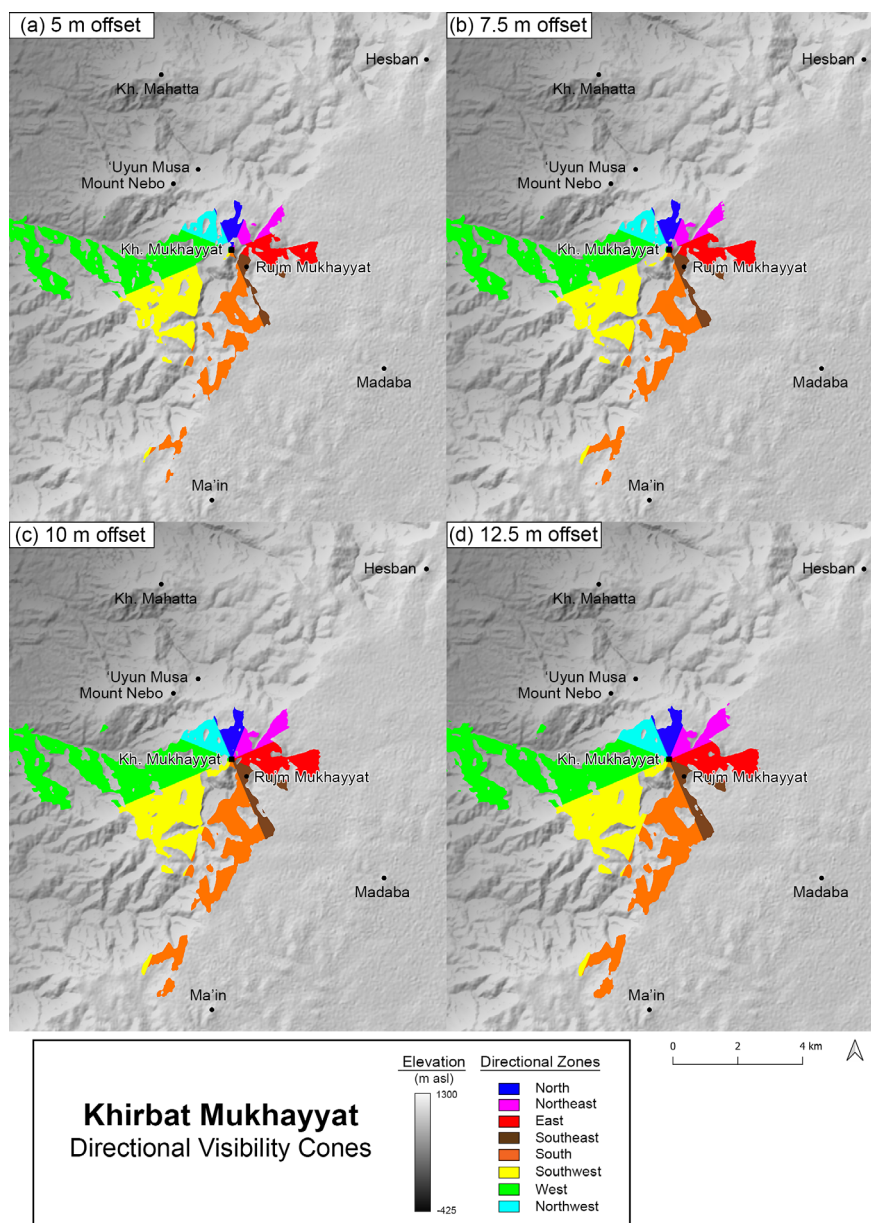 (a) 5 m offset
Hesban
Kh. Mahatta
'Uyun Musa
Mount Nebo
Kh. Mukhayyat
Rujm Mukhayyat
Madaba
Ma'in
(b) 7.5 m offset
Hesban
Kh. Mahatta
'Uyun Musa
Mount Nebo
Kh. Mukhayyat
Rujm Mukhayyat
Madaba
Ma'in
(c) 10 m offset
Hesban
Kh. Mahatta
'Uyun Musa
Mount Nebo
Kh. Mukhayyat
Rujm Mukhayyat
Madaba
Ma'in
(d) 12.5 m offset
Hesban
Kh. Mahatta
'Uyun Musa
Mount Nebo
Kh. Mukhayyat
Rujm Mukhayyat
Madaba
Ma'in
Khirbat Mukhayyat
Directional Visibility Cones
Elevation
(m asl)
1300
-425
Directional Zones
North
Northeast
East
Southeast
South
Southwest
West
Northwest
0 2 4 km